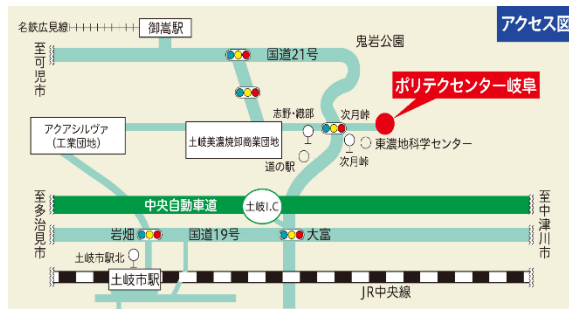 アクセス図
名鉄広見線
御嵩駅
鬼岩公園
至可児市
国道21号
ポリテクセンター岐阜
志野・織部
次月峠
アクアシルヴァ
（工業団地）
土岐美濃焼卸商業団地
道の駅
次月峠
東濃地科学センター
至多治見市
中央自動車道
土岐I.C
至中津川市
岩畑
国道19号
大富
土岐市駅北
土岐市駅
JR中央線